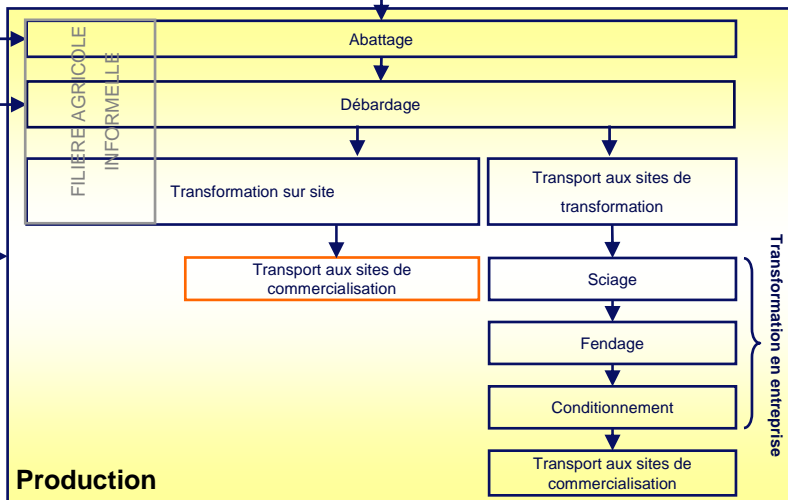 Abattage
FILIERE AGRICOLE
INFORMELLE
Débardage
Transformation sur site
Transport aux sites de
transformation
Transport aux sites de
commercialisation
Sciage
Fendage
Conditionnement
Transformation en entreprise
Transport aux sites de
commercialisation
Production